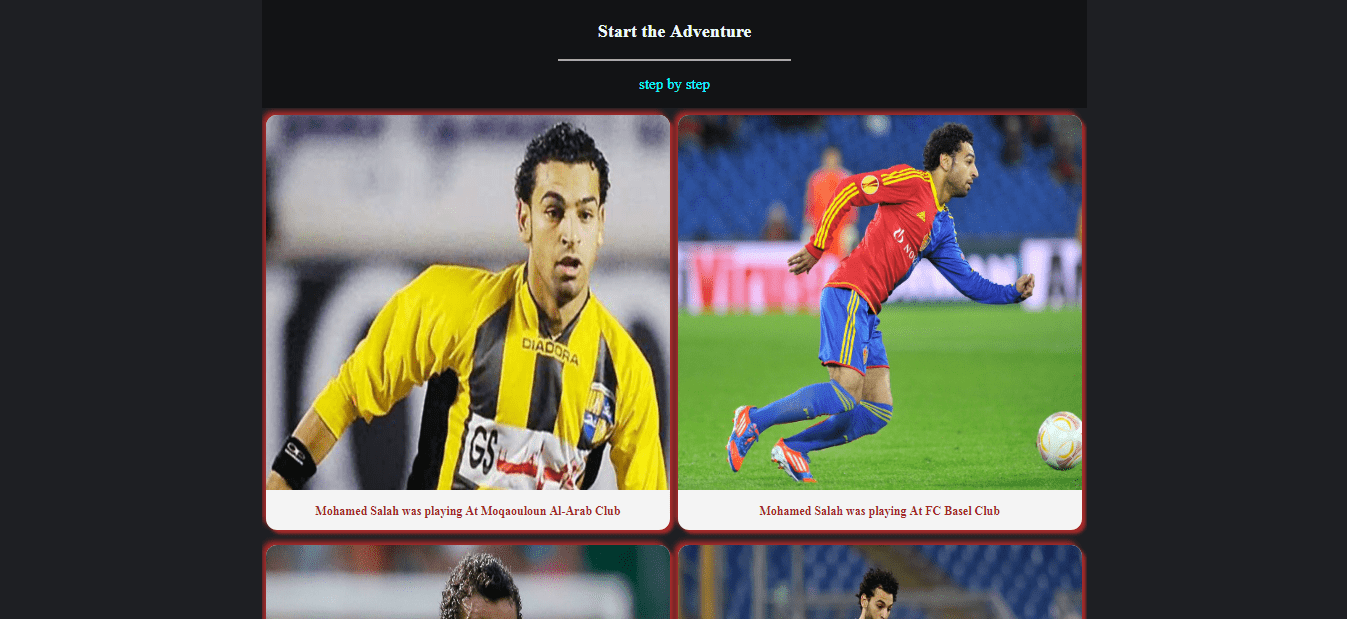 Start the Adventure
step by step
DIADORA
GS
Mohamed Salah was playing At Moqaouloun Al-Arab Club
Mohamed Salah was playing At FC Basel Club